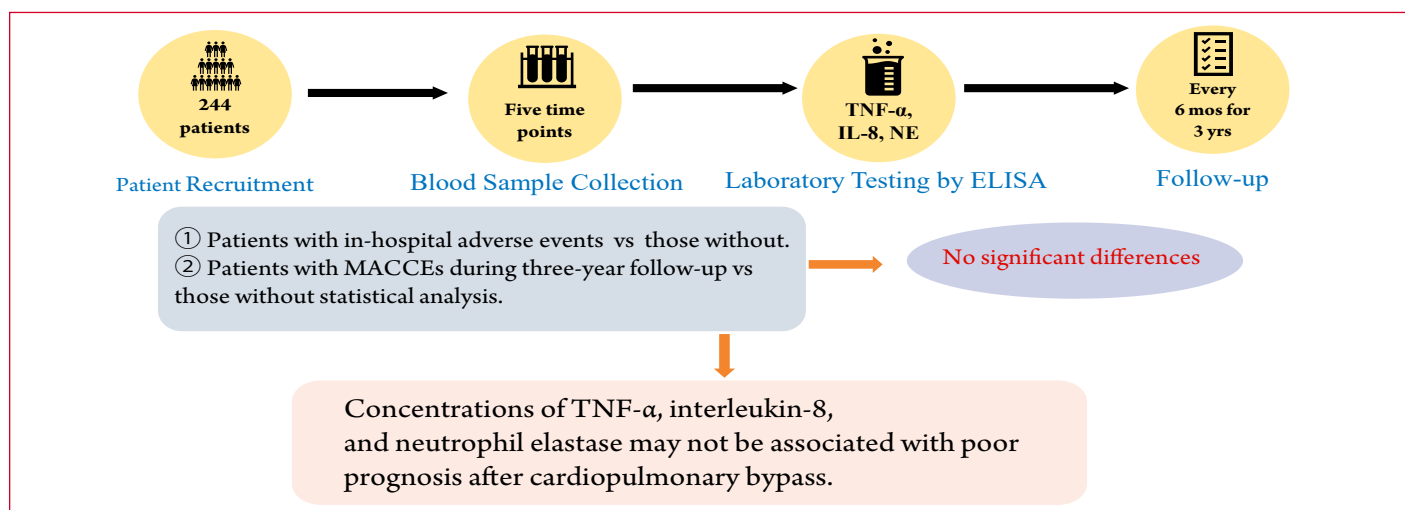 244
patients
Five time
points
TNF-α,
IL-8, NE
Every
6 mos for
3 yrs
Patient Recruitment
Blood Sample Collection
Laboratory Testing by ELISA
Follow-up
① Patients with in-hospital adverse events vs those without.
② Patients with MACCEs during three-year follow-up vs
those without statistical analysis.
No significant differences
Concentrations of TNF-α, interleukin-8,
and neutrophil elastase may not be associated with poor
prognosis after cardiopulmonary bypass.